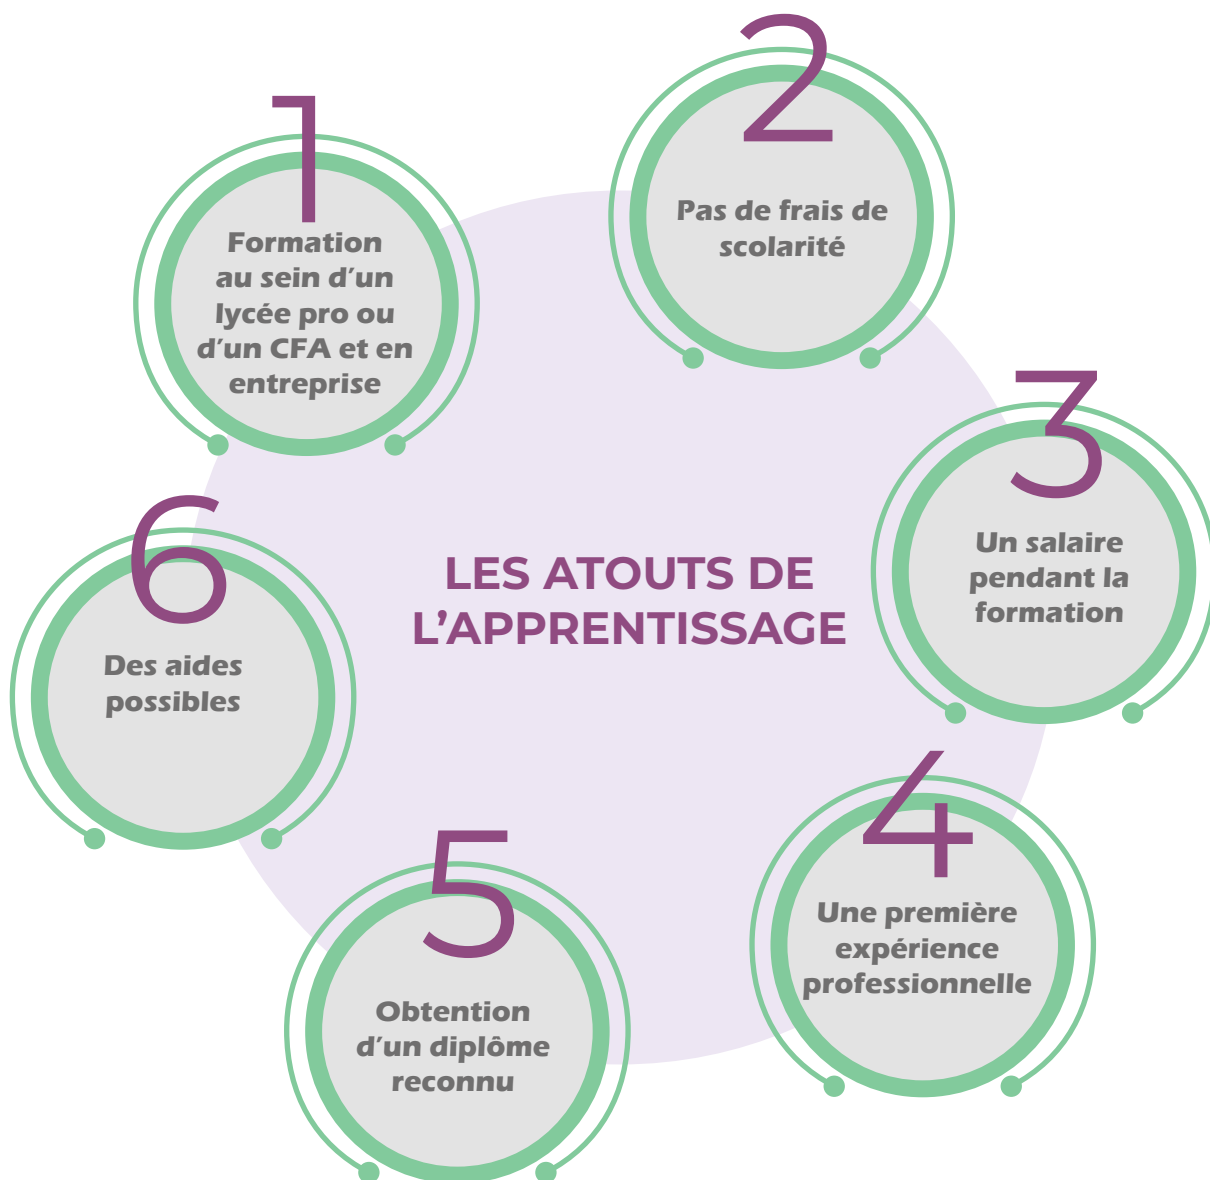 LES ATOUTS DE
L’APPRENTISSAGE
1
Formation
au sein d’un
lycée pro ou
d’un CFA et en
entreprise
2
Pas de frais de
scolarité
3
Un salaire
pendant la
formation
4
Une première
expérience
professionnelle
5
Obtention
d’un diplôme
reconnu
6
Des aides
possibles